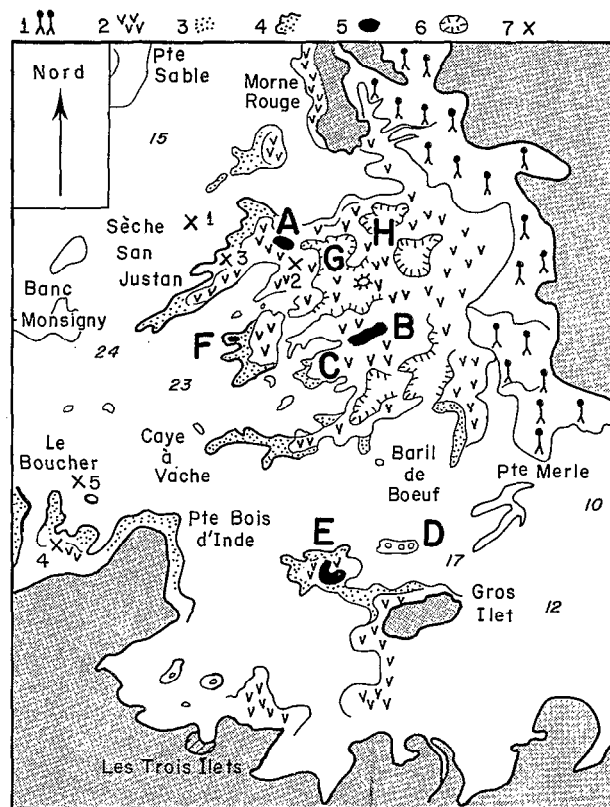 1 2 3 4 5 6 7 x
Nord
Pte
Sable
Morne
Rouge
15
Sèche
San
Justan
1
A
3
2
G
H
Banc
Monsigny
24
F
B
C
23
Le
Boucher
5
Caye
à
Vache
Baril
de
Boeuf
Pte Merle
10
4
Pte Bois
d'Inde
E
D
17
Gros
Ilet
12
Les Trois Ilets